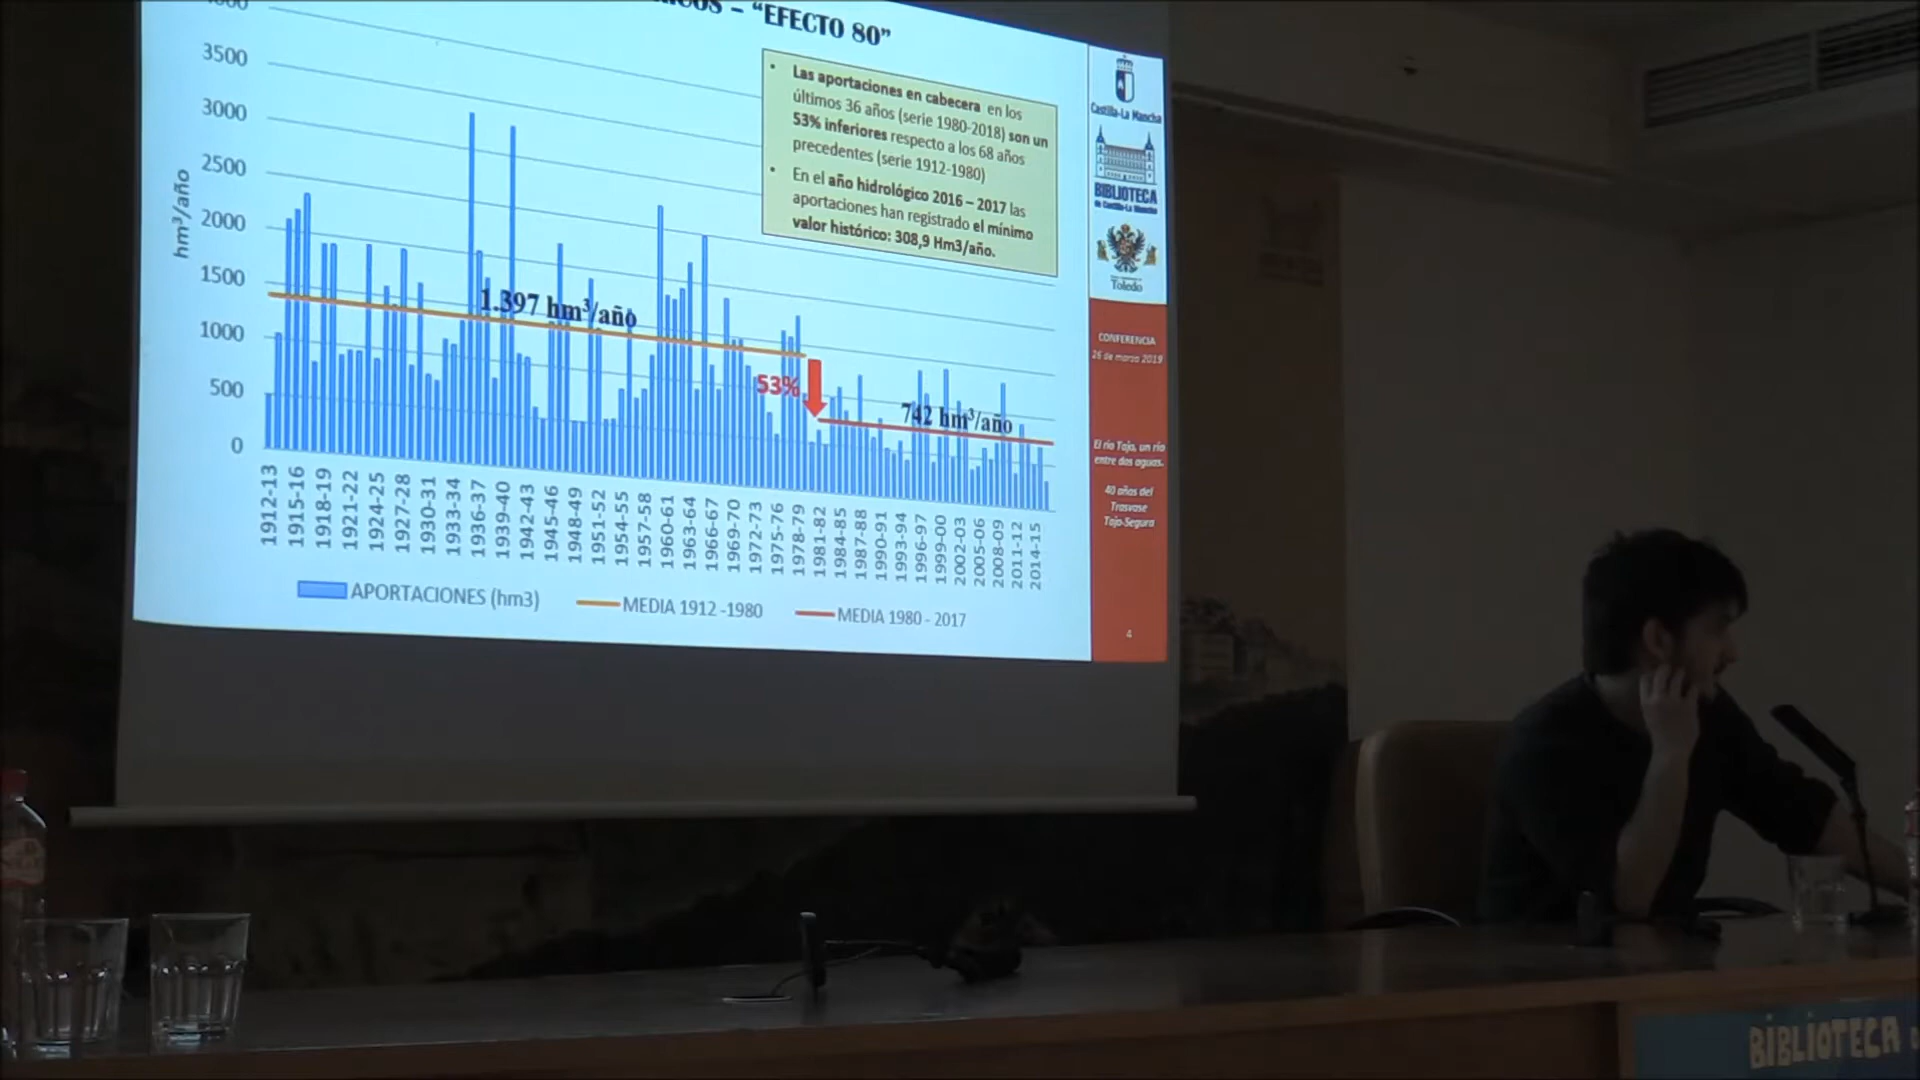 – “EFECTO 80”
3500
3000
2500
2000
1500
1000
500
0
hm³/año
1.397 hm³/año
53%
742 hm³/año
• Las aportaciones en cabecera en los
últimos 36 años (serie 1980-2018) son un
53% inferiores respecto a los 68 años
precedentes (serie 1912-1980)
• En el año hidrológico 2016 – 2017 las
aportaciones han registrado el mínimo
valor histórico: 308,9 Hm3/año.
1912-13
1915-16
1918-19
1921-22
1924-25
1927-28
1930-31
1933-34
1936-37
1939-40
1942-43
1945-46
1948-49
1951-52
1954-55
1957-58
1960-61
1963-64
1966-67
1969-70
1972-73
1975-76
1978-79
1981-82
1984-85
1987-88
1990-91
1993-94
1996-97
1999-00
2002-03
2005-06
2008-09
2011-12
2014-15
APORTACIONES (hm3)
MEDIA 1912 -1980
MEDIA 1980 - 2017
Castilla-La Mancha
BIBLIOTECA
de Castilla-La Mancha
Toledo
CONFERENCIA
26 de marzo 2019
El río Tajo, un río
entre dos aguas.
40 años del
Trasvase
Tajo-Segura
4
BIBLIOTECA